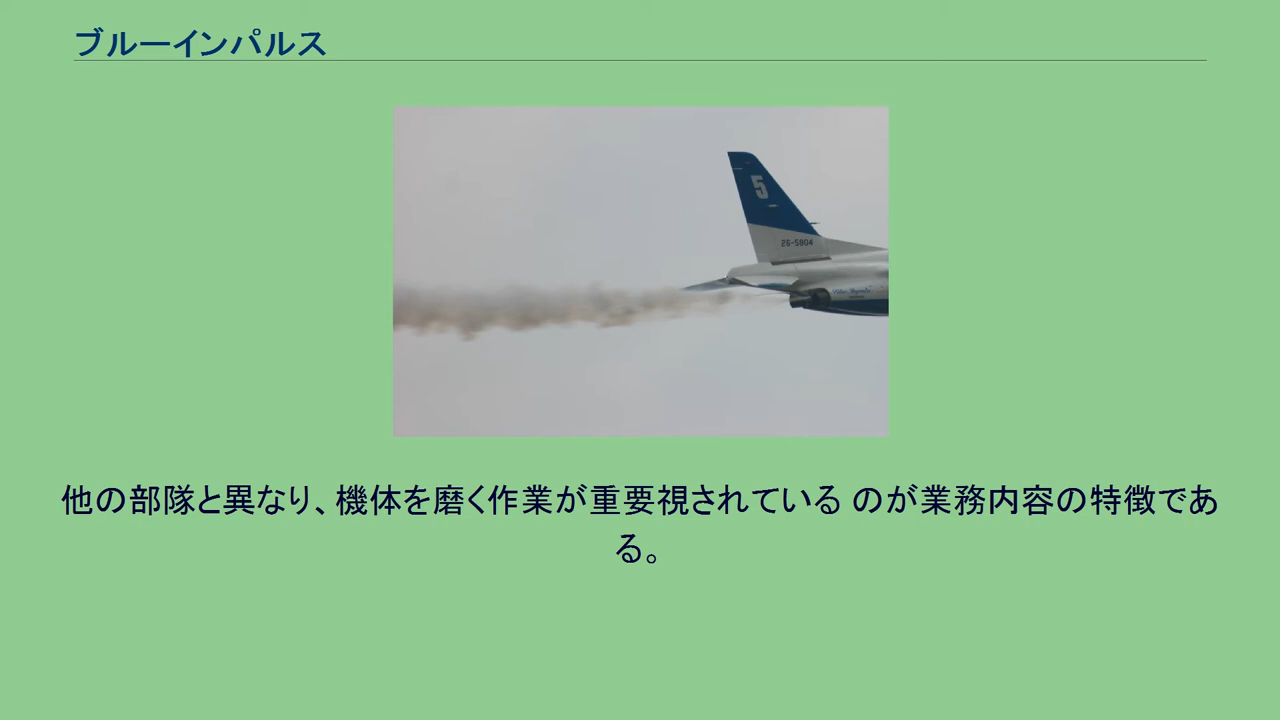 ブルーインパルス
5
26-5804
Blue Impulse
他の部隊と異なり、機体を磨く作業が重要視されている のが業務内容の特徴であ
る。